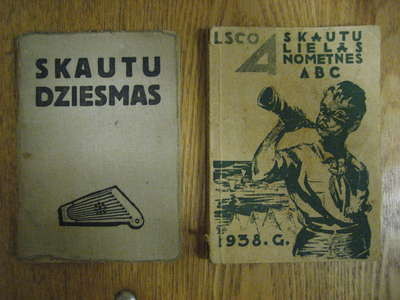 SKAUTU
DZIESMAS
LSCO
4
SKAUTU
LIELĀS
NOMETNES
ABC
1938. G.